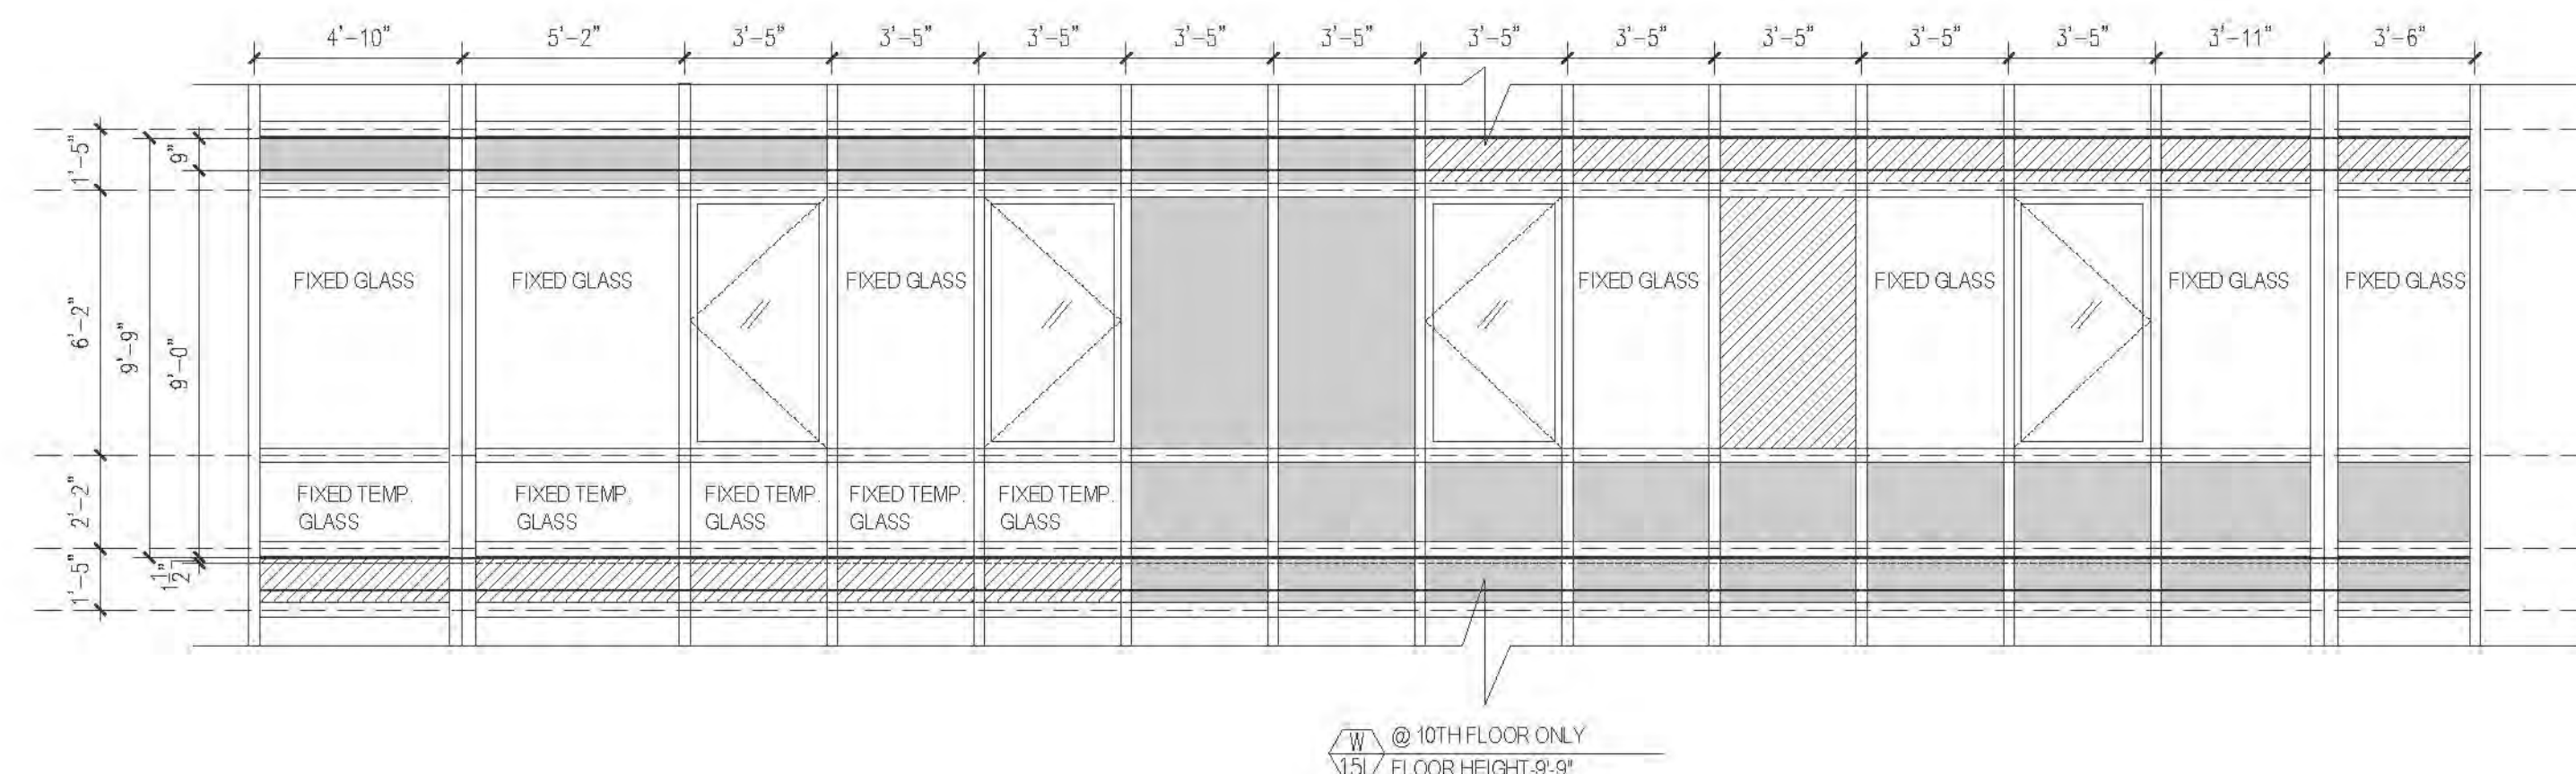 4'-10" 5'-2" 3'-5" 3'-5" 3'-5" 3'-5" 3'-5" 3'-5" 3'-5" 3'-5" 3'-5" 3'-5" 3'-11" 3'-6"
1'-5"
9"
6'-2"
9'-9"
9'-0"
2'-2"
1'-5"
1 1/2"
FIXED GLASS
FIXED GLASS
FIXED GLASS
FIXED GLASS
FIXED GLASS
FIXED GLASS
FIXED GLASS
FIXED TEMP.
GLASS
FIXED TEMP.
GLASS
FIXED TEMP.
GLASS
FIXED TEMP.
GLASS
FIXED TEMP.
GLASS
W
15L
@ 10TH FLOOR ONLY
FLOOR HEIGHT-9'-9"